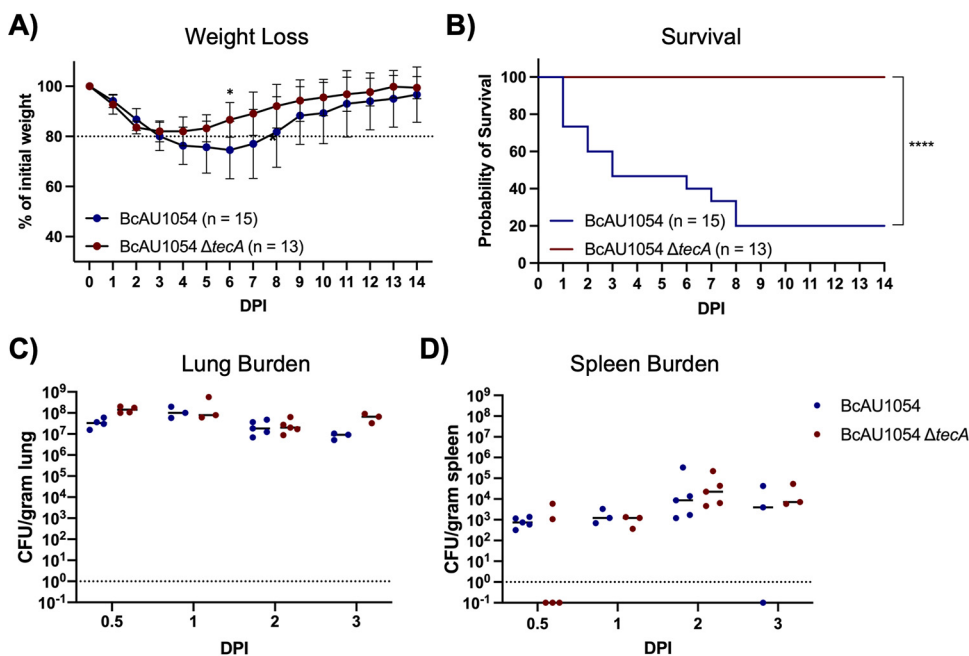 A)
Weight Loss
% of initial weight
100
80
60
40
*
*
BcAU1054 (n = 15)
BcAU1054 ΔtecA (n = 13)
0 1 2 3 4 5 6 7 8 9 10 11 12 13 14
DPI
B)
Survival
Probability of Survival
100
80
60
40
20
0
****
BcAU1054 (n = 15)
BcAU1054 ΔtecA (n = 13)
0 1 2 3 4 5 6 7 8 9 10 11 12 13 14
DPI
C)
Lung Burden
CFU/gram lung
10⁹
10⁸
10⁷
10⁶
10⁵
10⁴
10³
10²
10¹
10⁰
10⁻¹
0.5 1 2 3
DPI
D)
Spleen Burden
CFU/gram spleen
10⁹
10⁸
10⁷
10⁶
10⁵
10⁴
10³
10²
10¹
10⁰
10⁻¹
0.5 1 2 3
DPI
BcAU1054
BcAU1054 ΔtecA